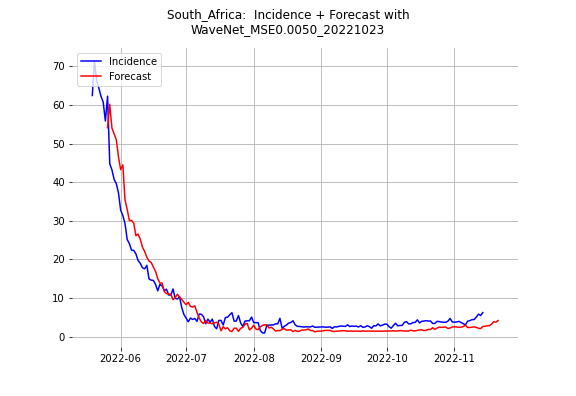 South_Africa:  Incidence + Forecast with
WaveNet_MSE0.0050_20221023
Incidence
Forecast
70
60
50
40
30
20
10
0
2022-06 2022-07 2022-08 2022-09 2022-10 2022-11